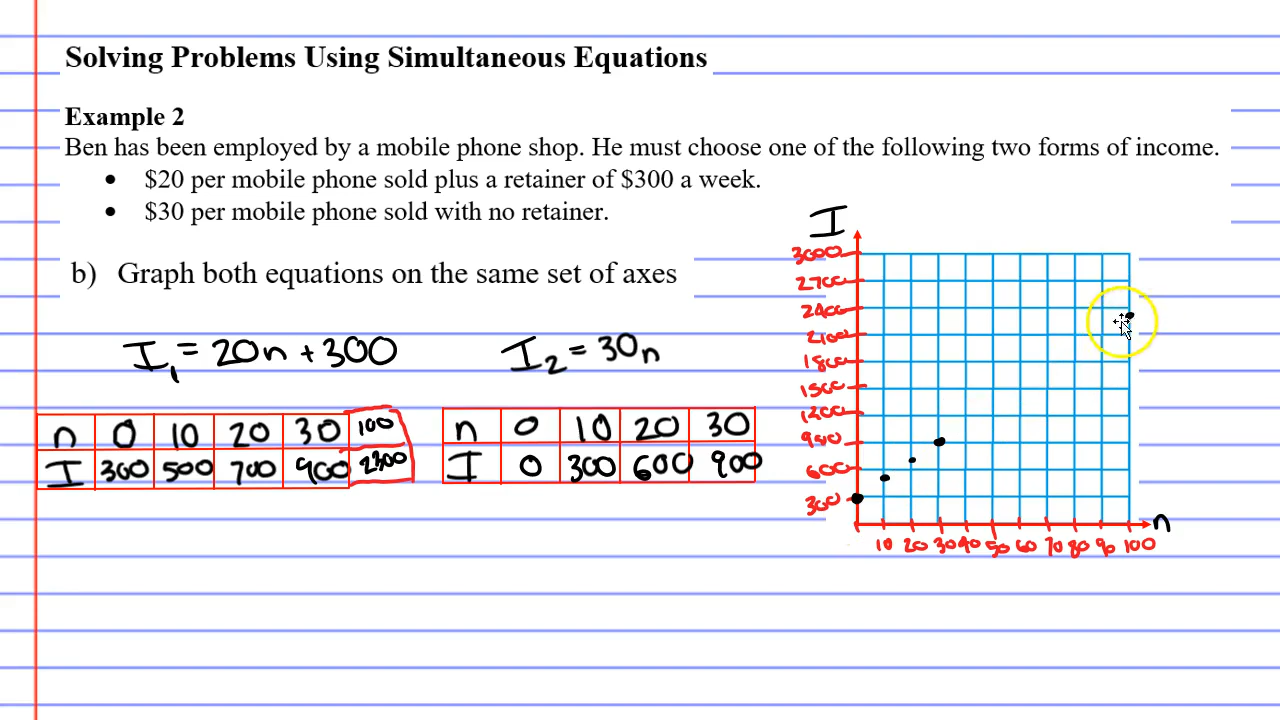 Solving Problems Using Simultaneous Equations
Example 2
Ben has been employed by a mobile phone shop. He must choose one of the following two forms of income.
• $20 per mobile phone sold plus a retainer of $300 a week.
• $30 per mobile phone sold with no retainer.
b) Graph both equations on the same set of axes
I₁ = 20n + 300
I₂ = 30n
n 0 10 20 30 100
I 300 500 700 900 2300
n 0 10 20 30
I 0 300 600 900
I
3000
2700
2400
2100
1800
1500
1200
900
600
300
n
10 20 30 40 50 60 70 80 90 100